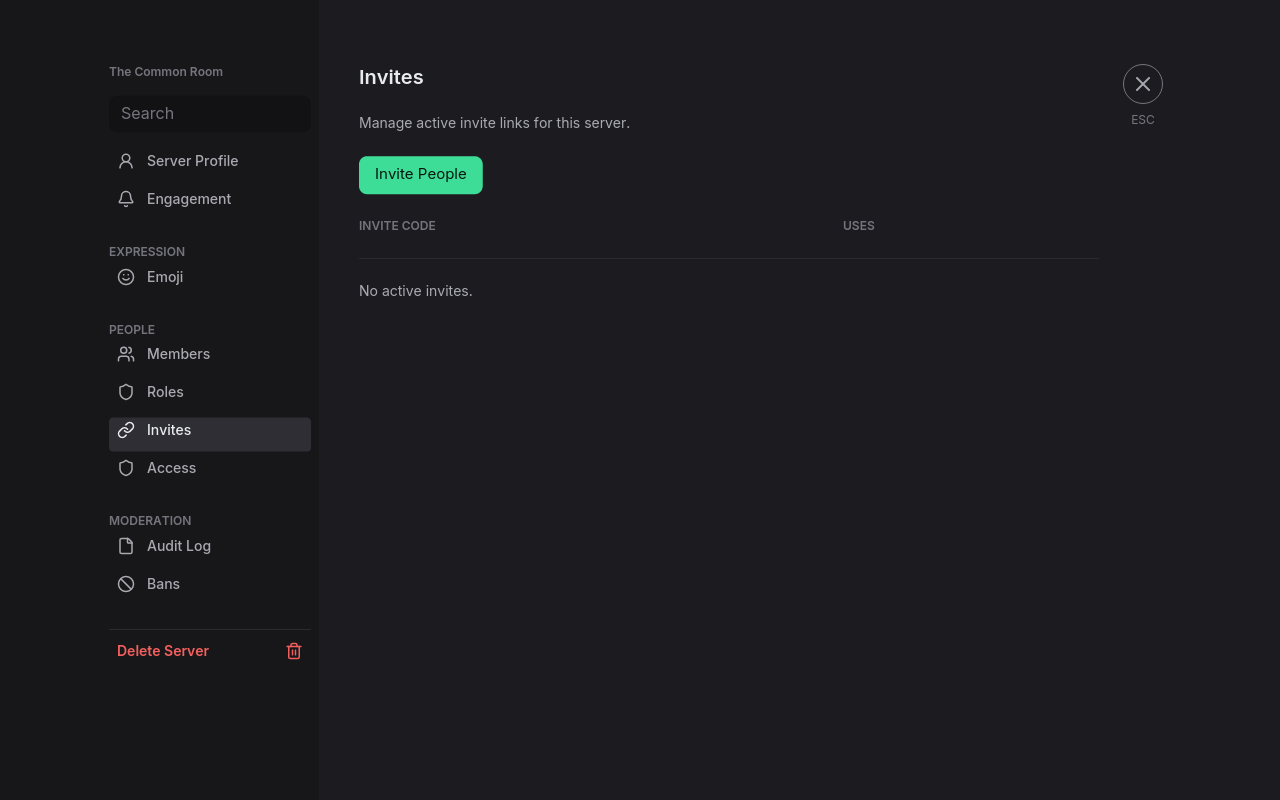 The Common Room
Search
Server Profile
Engagement
EXPRESSION
Emoji
PEOPLE
Members
Roles
Invites
Access
MODERATION
Audit Log
Bans
Delete Server
Invites
Manage active invite links for this server.
Invite People
INVITE CODE USES
No active invites.
ESC